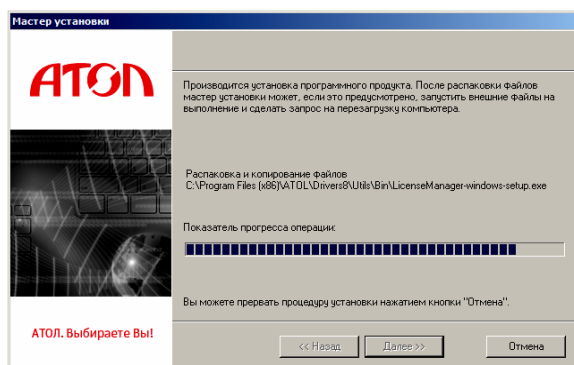 Мастер установки
АТОЛ
Производится установка программного продукта. После распаковки файлов
мастер установки может, если это предусмотрено, запустить внешние файлы на
выполнение и сделать запрос на перезагрузку компьютера.
Распаковка и копирование файлов
C:\Program Files (x86)\ATOL\Drivers8\Utils\Bin\LicenseManager-windows-setup.exe
Показатель прогресса операции:
Вы можете прервать процедуру установки нажатием кнопки "Отмена".
АТОЛ. Выбираете Вы!
<< Назад
Далее >>
Отмена